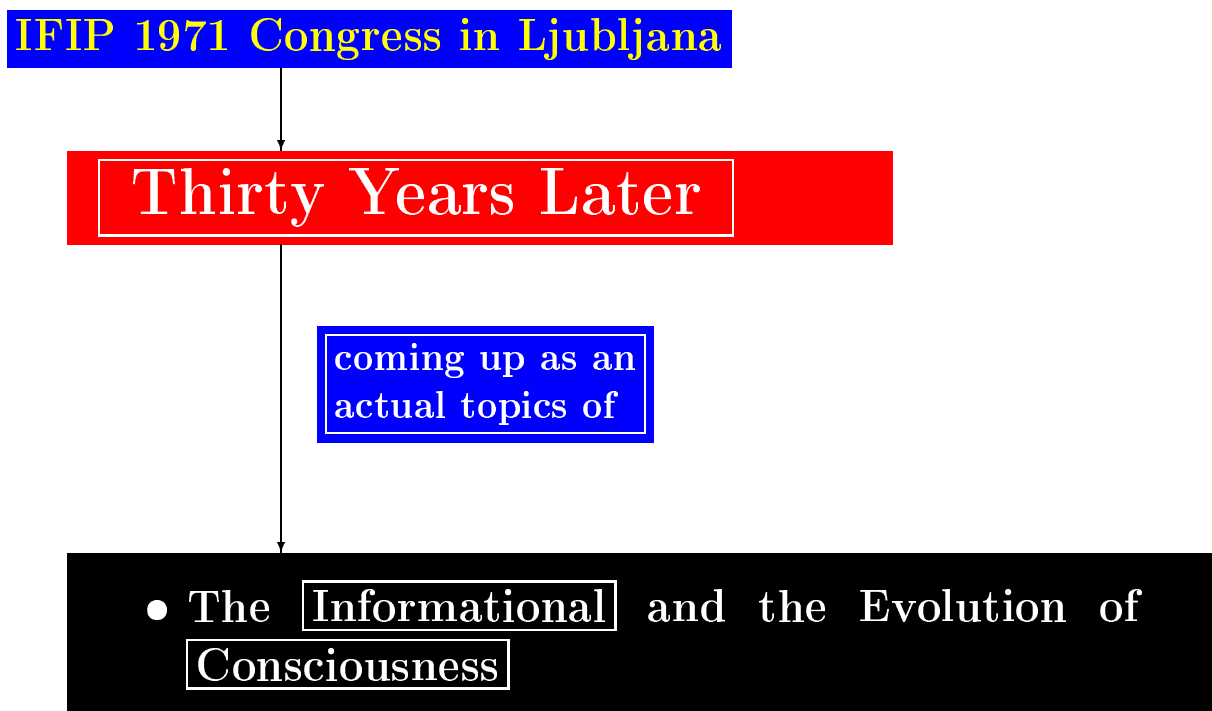 IFIP 1971 Congress in Ljubljana
Thirty Years Later
coming up as an
actual topics of
• The Informational and the Evolution of
Consciousness